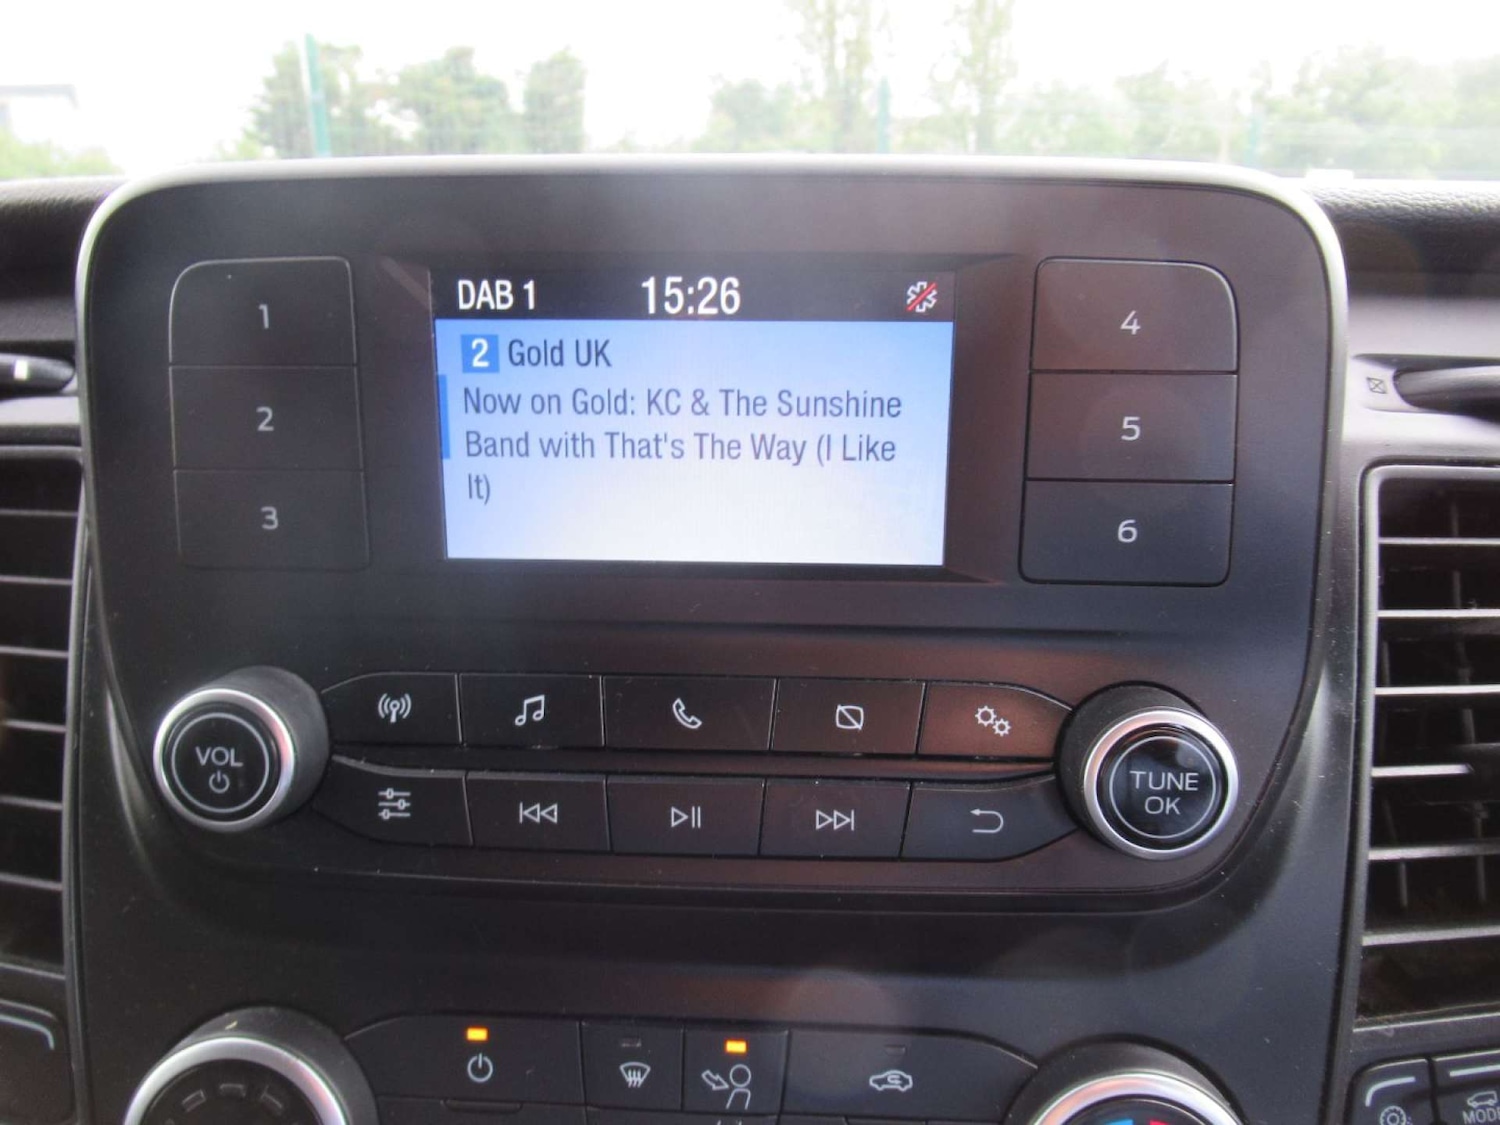 DAB 1 15:26
2 Gold UK
Now on Gold: KC & The Sunshine
Band with That's The Way (I Like
It)
1
2
3
4
5
6
VOL
TUNE
OK
MODE